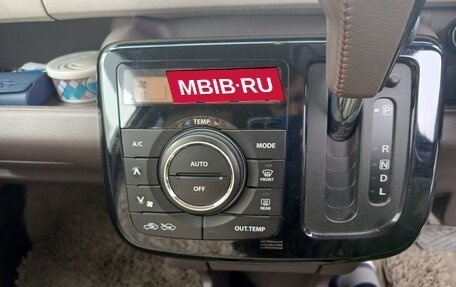 MBIB·RU
TEMP
A/C
AUTO
MODE
OFF
FRONT
REAR
OUT.TEMP
P
R
N
D
L